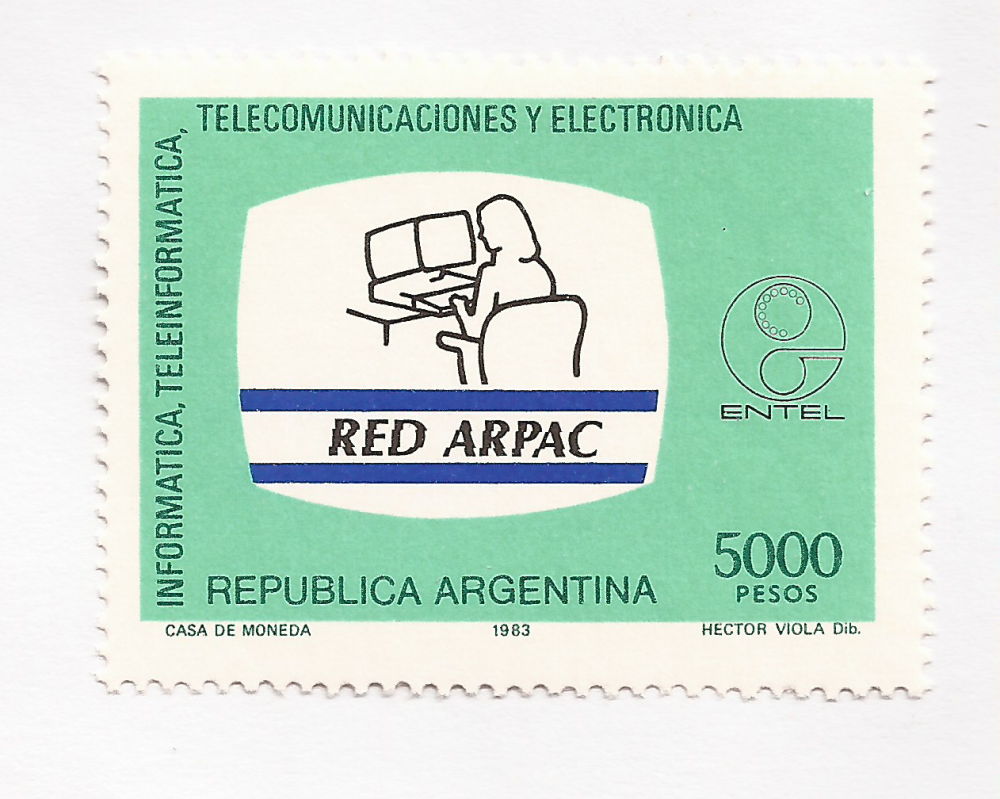 INFORMATICA, TELEINFORMATICA,
TELECOMUNICACIONES Y ELECTRONICA
RED ARPAC
ENTEL
5000
PESOS
REPUBLICA ARGENTINA
CASA DE MONEDA 1983 HECTOR VIOLA Dib.